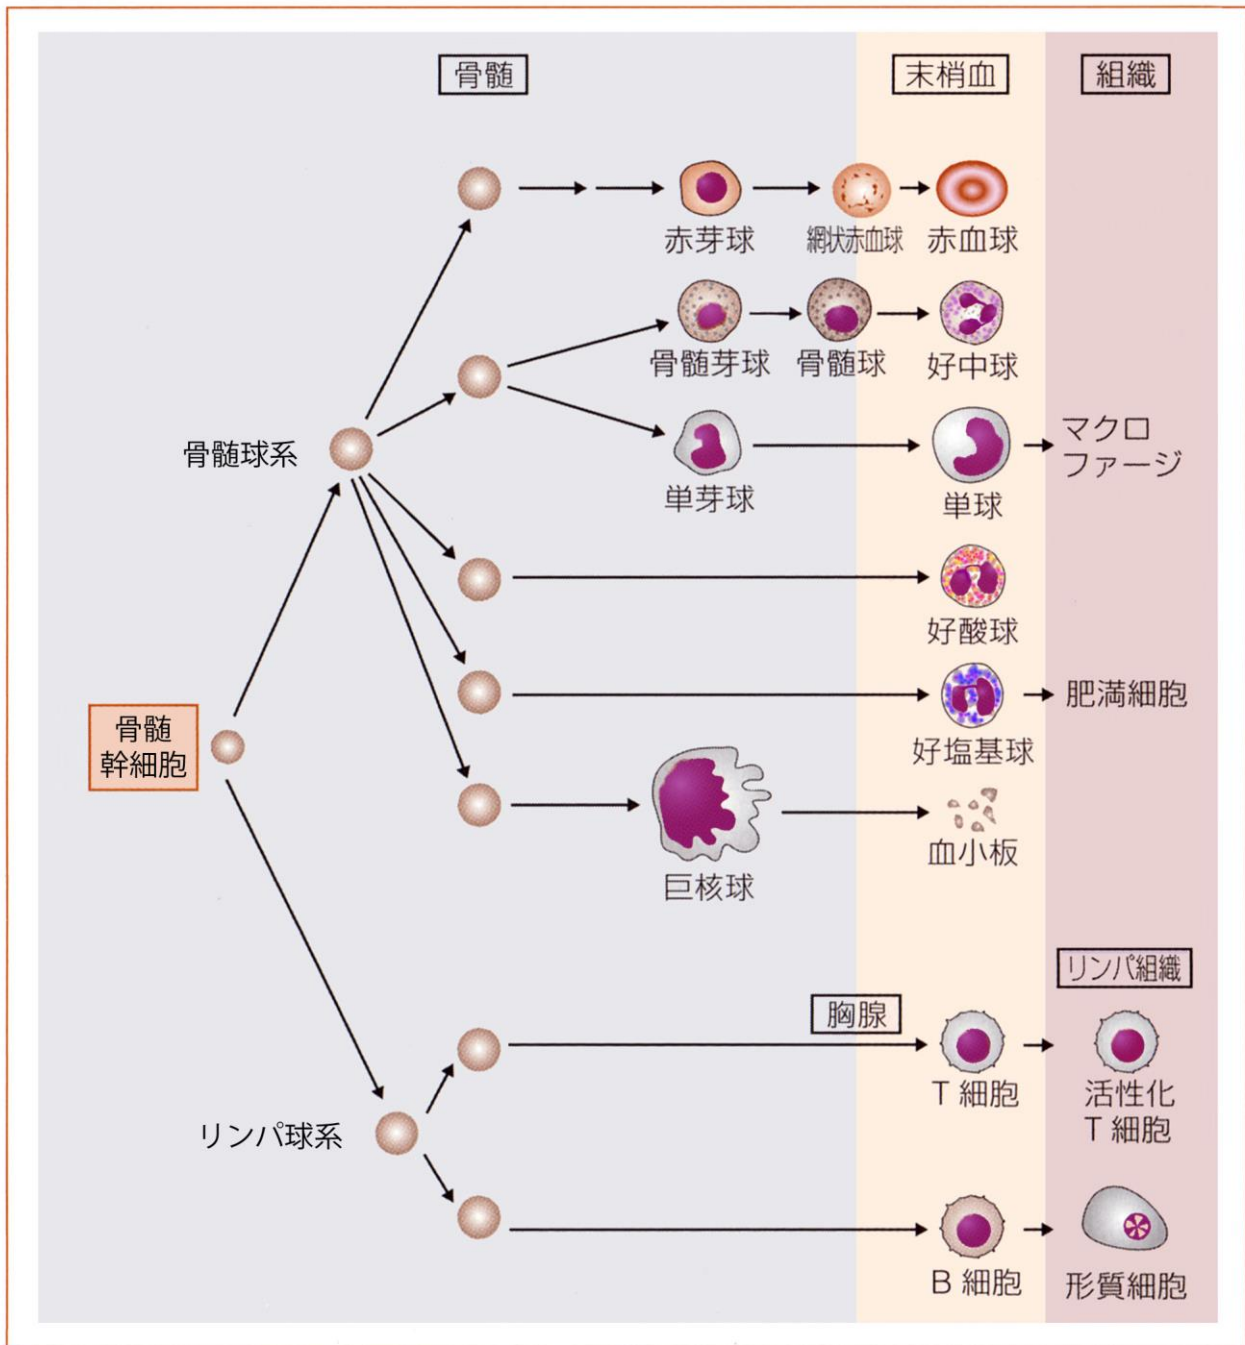 骨髄
末梢血
組織
赤芽球
網状赤血球
赤血球
骨髄芽球
骨髄球
好中球
骨髄球系
単芽球
単球
マクロ
ファージ
好酸球
骨髄
幹細胞
好塩基球
肥満細胞
巨核球
血小板
リンパ組織
胸腺
T 細胞
活性化
T 細胞
リンパ球系
B 細胞
形質細胞